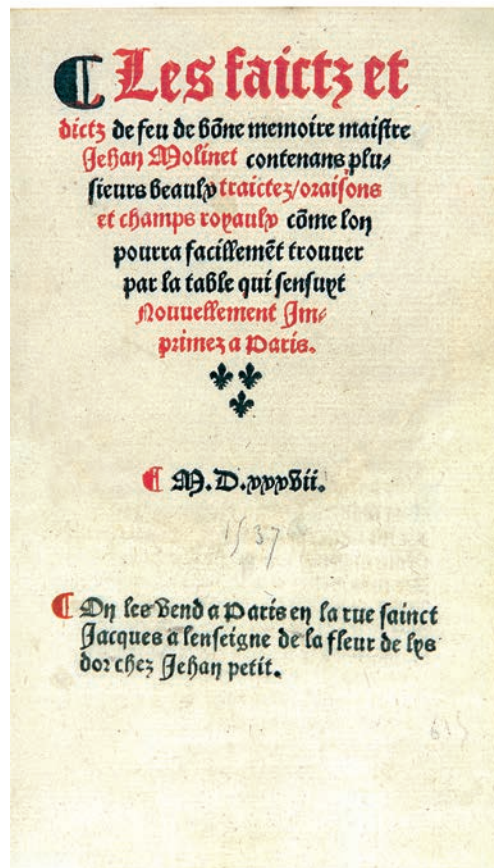 ¶ Les faictz et
dictz de feu de bōne memoire maistre
Jehan Molinet contenans plu⸗
sieurs beaulx traictez/oraisons
et champs royaulx cōme lon
pourra facillemēt trouuer
par la table qui sensuyt
Nouuellement Im⸗
primez a Paris.
¶ M.D.xxxvii.
1537
¶ On les vend a Paris en la rue sainct
Jacques a lenseigne de la fleur de lys
dor chez Jehan petit.